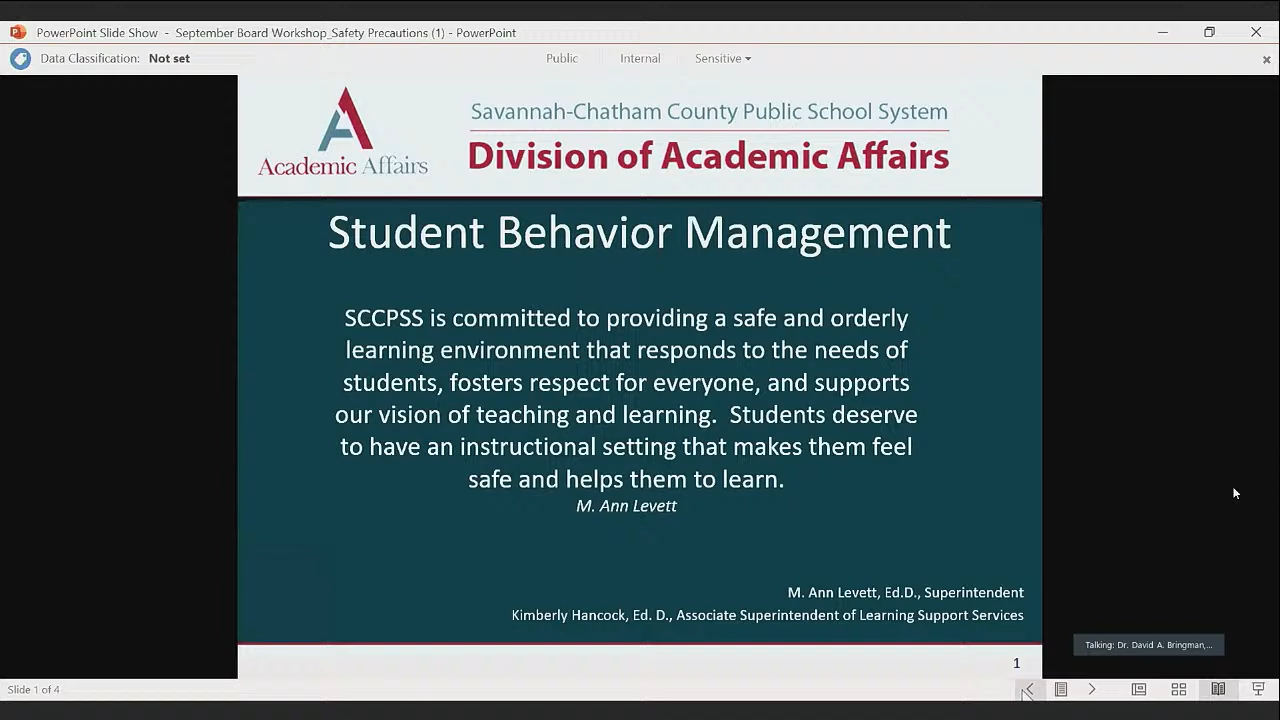 PowerPoint Slide Show - September Board Workshop_Safety Precautions (1) - PowerPoint
Data Classification: Not set
Public
Internal
Sensitive
Academic Affairs
Savannah-Chatham County Public School System
Division of Academic Affairs
Student Behavior Management
SCCPSS is committed to providing a safe and orderly
learning environment that responds to the needs of
students, fosters respect for everyone, and supports
our vision of teaching and learning.  Students deserve
to have an instructional setting that makes them feel
safe and helps them to learn.
M. Ann Levett
M. Ann Levett, Ed.D., Superintendent
Kimberly Hancock, Ed. D., Associate Superintendent of Learning Support Services
Talking: Dr. David A. Bringman,...
1
Slide 1 of 4